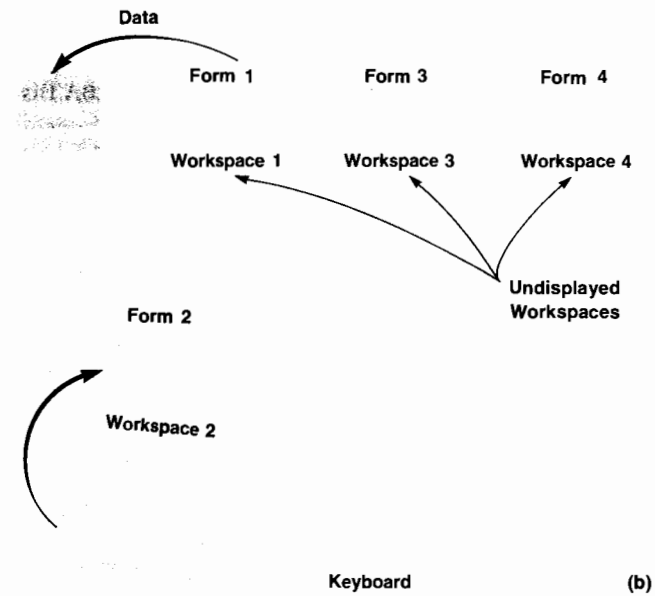 Data
Form 1
Form 3
Form 4
Workspace 1
Workspace 3
Workspace 4
Undisplayed
Workspaces
Form 2
Workspace 2
Keyboard
(b)